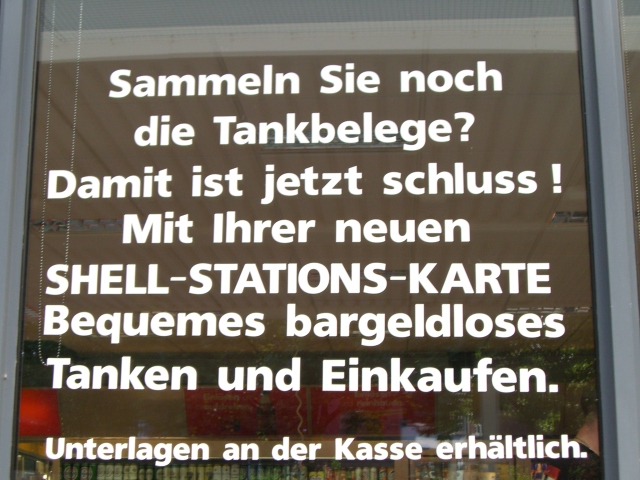 Sammeln Sie noch
die Tankbelege?
Damit ist jetzt schluss !
Mit Ihrer neuen
SHELL-STATIONS-KARTE
Bequemes bargeldloses
Tanken und Einkaufen.
Unterlagen an der Kasse erhältlich.